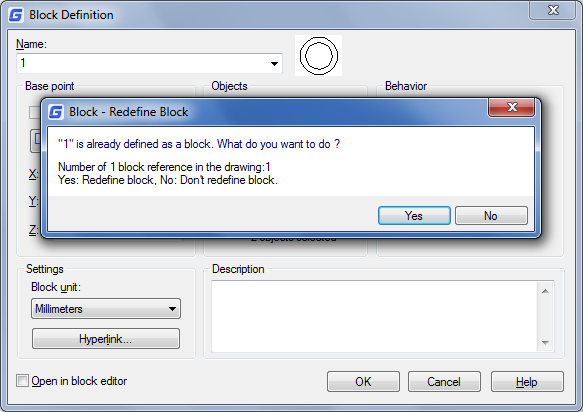 Block Definition
Name:
1
Base point Objects Behavior
Block - Redefine Block
"1" is already defined as a block. What do you want to do ?
Number of 1 block reference in the drawing:1
Yes: Redefine block, No: Don't redefine block.
Yes No
X:
Y:
Z:
2 objects selected
Settings Description
Block unit:
Millimeters
Hyperlink...
Open in block editor OK Cancel Help